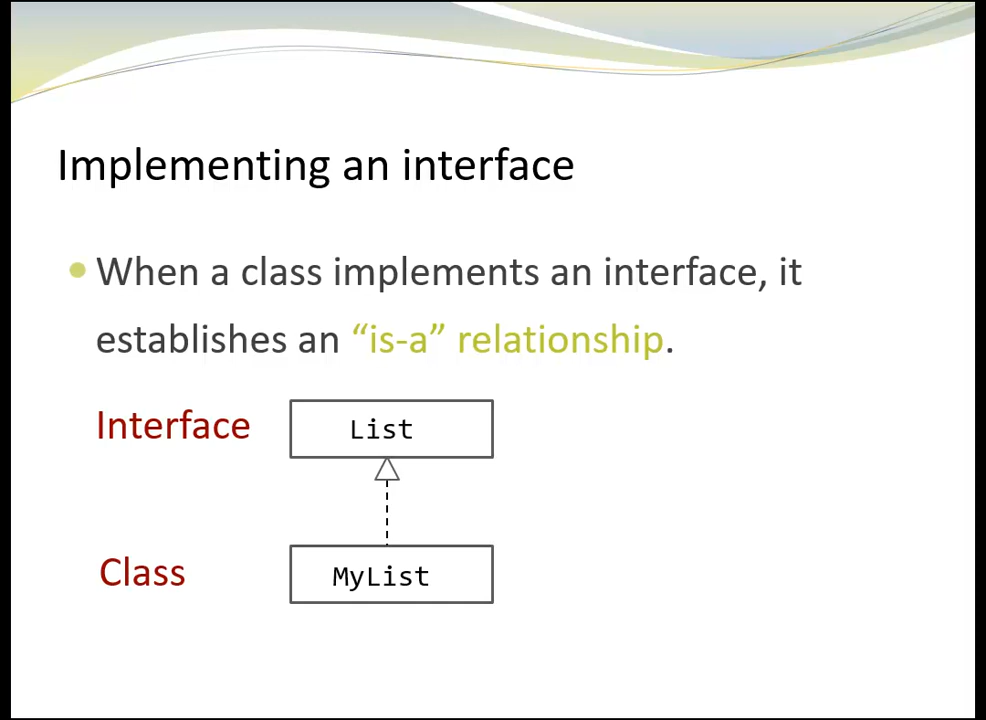 Implementing an interface
When a class implements an interface, it
establishes an “is-a” relationship.
Interface
List
Class
MyList